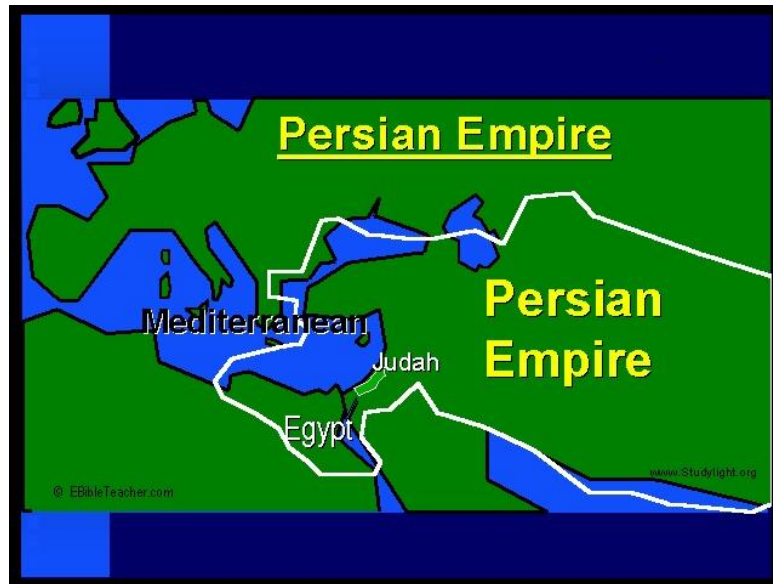 Persian Empire
Persian
Empire
Mediterranean
Judah
Egypt
www.Studylight.org
© EBibleTeacher.com